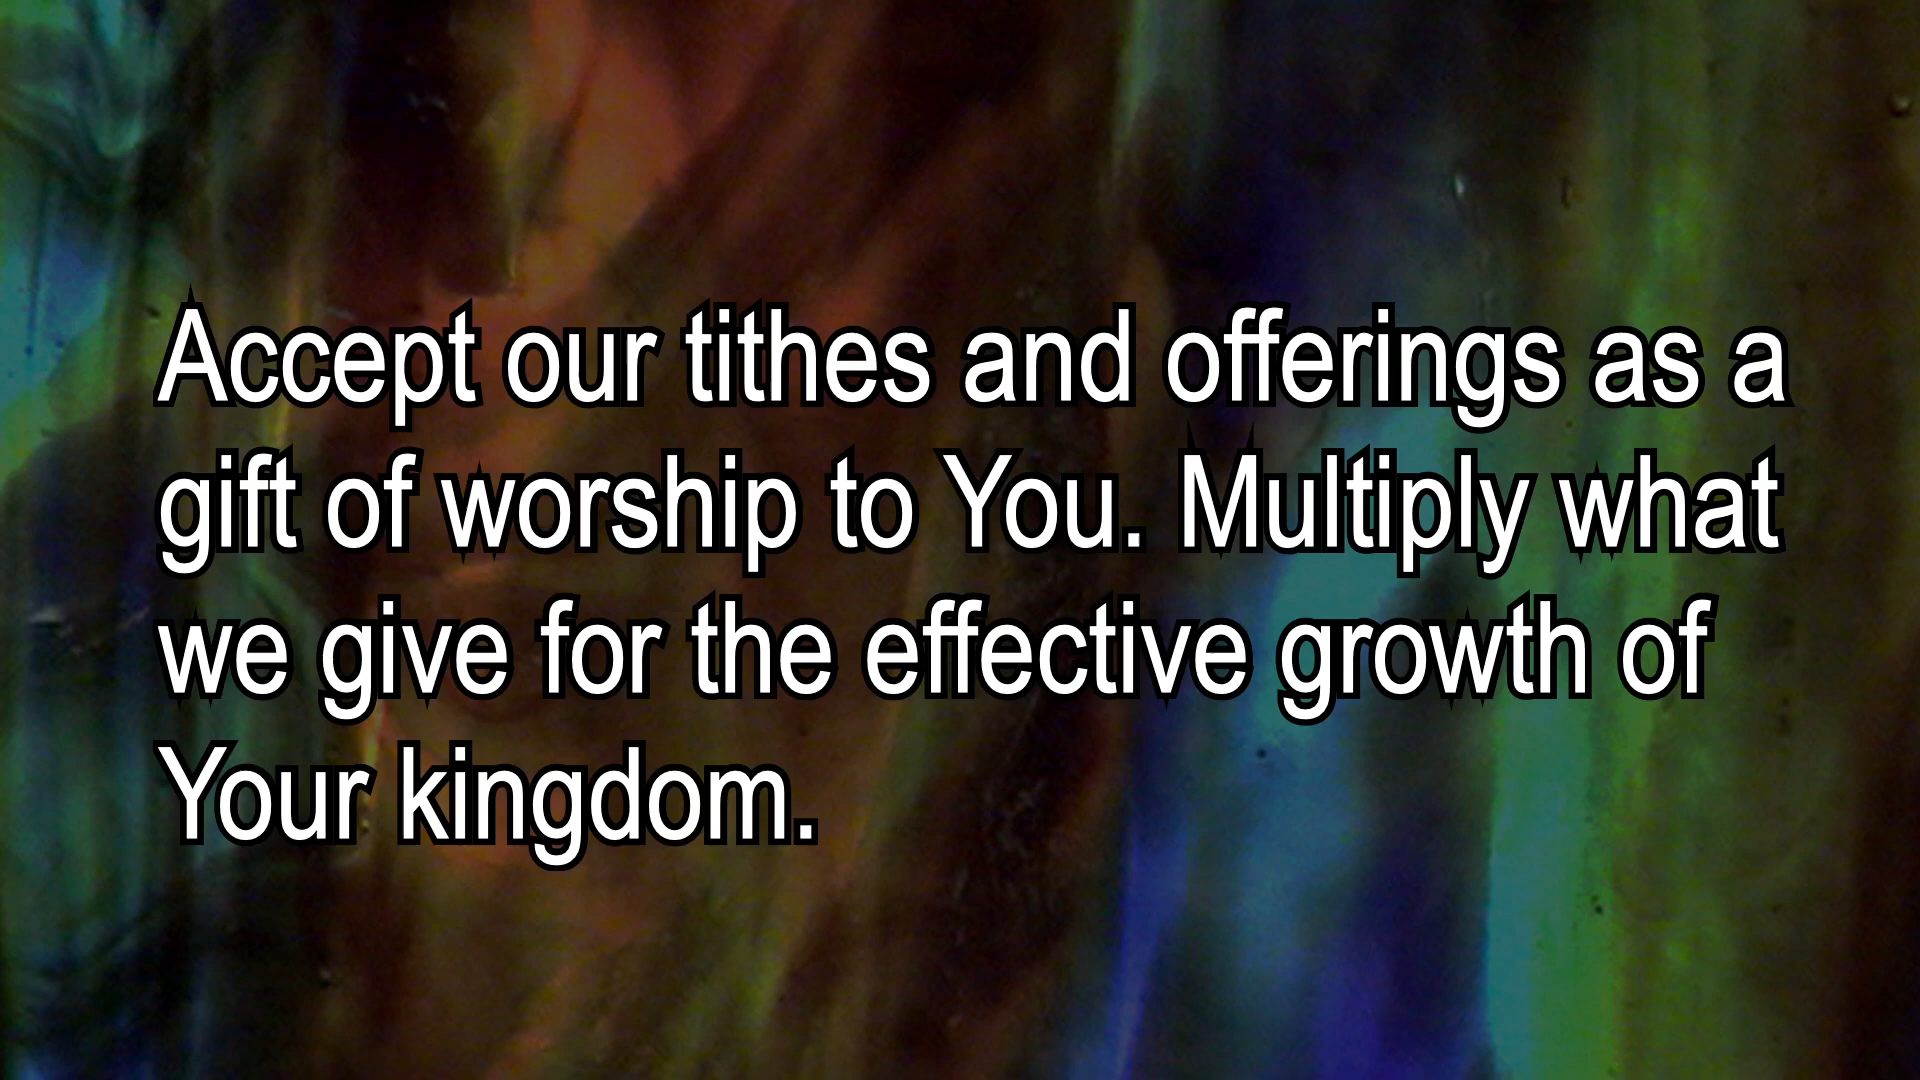 Accept our tithes and offerings as a
gift of worship to You. Multiply what
we give for the effective growth of
Your kingdom.